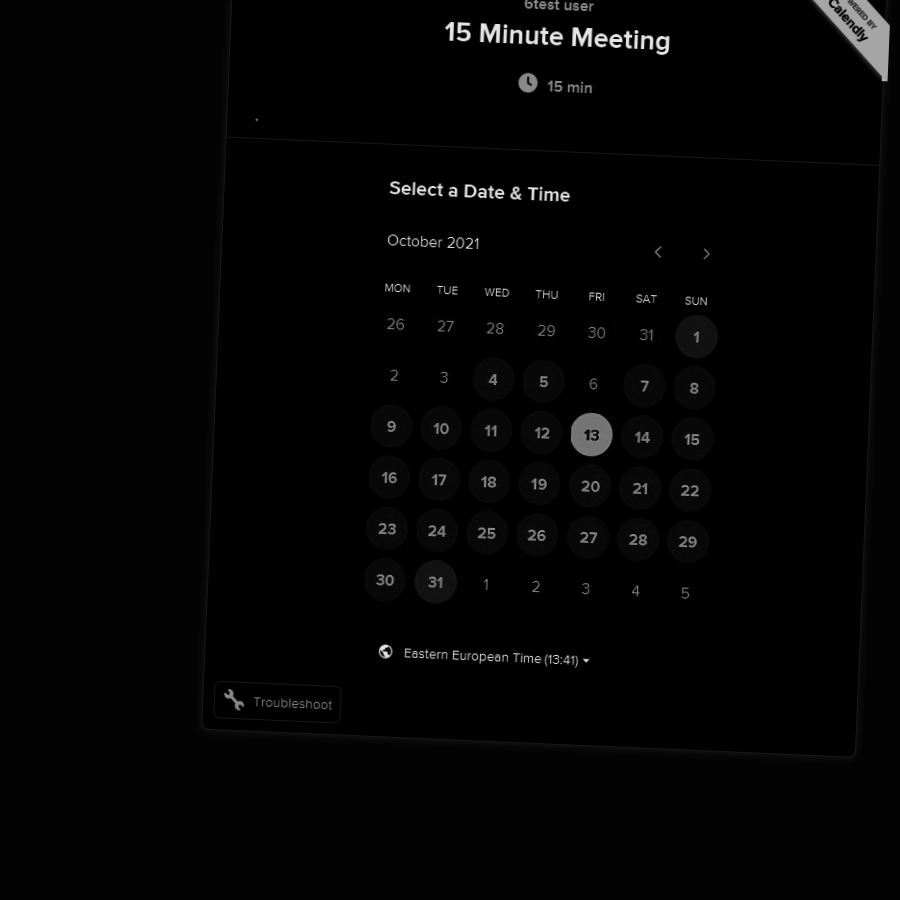 6test user
15 Minute Meeting
15 min
.
Select a Date & Time
October 2021
MON TUE WED THU FRI SAT SUN
26 27 28 29 30 31 1
2 3 4 5 6 7 8
9 10 11 12 13 14 15
16 17 18 19 20 21 22
23 24 25 26 27 28 29
30 31 1 2 3 4 5
Eastern European Time (13:41)
Troubleshoot
Calendly